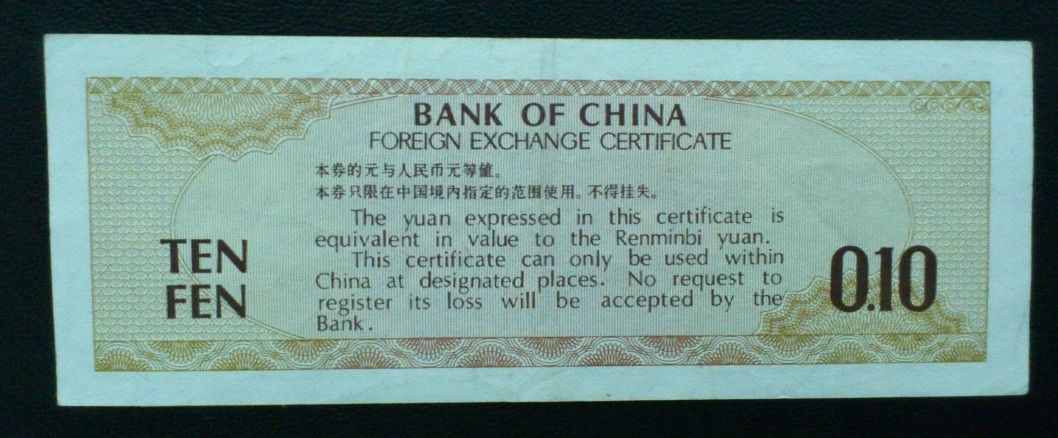 BANK OF CHINA
FOREIGN EXCHANGE CERTIFICATE
本券的元与人民币元等值。
本券只限在中国境内指定的范围使用。不得挂失。
The yuan expressed in this certificate is
equivalent in value to the Renminbi yuan.
This certificate can only be used within
China at designated places. No request to
register its loss will be accepted by the
Bank.
TEN
FEN
0.10